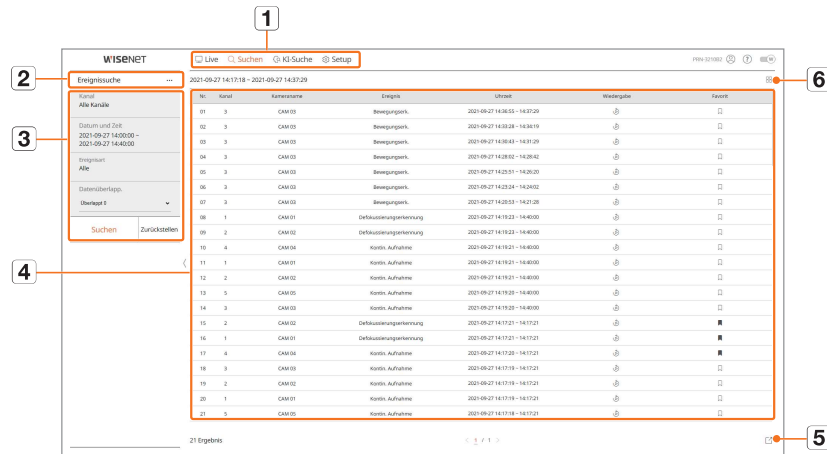 1
WISENET
Live Suchen KI-Suche Setup
PRN-3210B2
2
Ereignissuche ...
2021-09-27 14:17:18 ~ 2021-09-27 14:37:29
6
3
Kanal
Alle Kanäle
Datum und Zeit
2021-09-27 14:00:00 ~
2021-09-27 14:40:00
Ereignisart
Alle
Datenüberlapp.
Überlappt 0
Suchen Zurückstellen
4
Nr. Kanal Kameraname Ereignis Uhrzeit Wiedergabe Favorit
01 3 CAM 03 Bewegungserk. 2021-09-27 14:36:55 ~ 14:37:29
02 3 CAM 03 Bewegungserk. 2021-09-27 14:33:28 ~ 14:34:19
03 3 CAM 03 Bewegungserk. 2021-09-27 14:30:43 ~ 14:31:29
04 3 CAM 03 Bewegungserk. 2021-09-27 14:28:02 ~ 14:28:42
05 3 CAM 03 Bewegungserk. 2021-09-27 14:25:51 ~ 14:26:20
06 3 CAM 03 Bewegungserk. 2021-09-27 14:23:24 ~ 14:24:02
07 3 CAM 03 Bewegungserk. 2021-09-27 14:20:53 ~ 14:21:28
08 1 CAM 01 Defokussierungserkennung 2021-09-27 14:19:23 ~ 14:40:00
09 2 CAM 02 Defokussierungserkennung 2021-09-27 14:19:23 ~ 14:40:00
10 4 CAM 04 Kontin. Aufnahme 2021-09-27 14:19:21 ~ 14:40:00
11 1 CAM 01 Kontin. Aufnahme 2021-09-27 14:19:21 ~ 14:40:00
12 2 CAM 02 Kontin. Aufnahme 2021-09-27 14:19:21 ~ 14:40:00
13 5 CAM 05 Kontin. Aufnahme 2021-09-27 14:19:20 ~ 14:40:00
14 3 CAM 03 Kontin. Aufnahme 2021-09-27 14:19:20 ~ 14:40:00
15 2 CAM 02 Defokussierungserkennung 2021-09-27 14:17:21 ~ 14:17:21
16 1 CAM 01 Defokussierungserkennung 2021-09-27 14:17:21 ~ 14:17:21
17 4 CAM 04 Kontin. Aufnahme 2021-09-27 14:17:20 ~ 14:17:21
18 3 CAM 03 Kontin. Aufnahme 2021-09-27 14:17:19 ~ 14:17:21
19 2 CAM 02 Kontin. Aufnahme 2021-09-27 14:17:19 ~ 14:17:21
20 1 CAM 01 Kontin. Aufnahme 2021-09-27 14:17:19 ~ 14:17:21
21 5 CAM 05 Kontin. Aufnahme 2021-09-27 14:17:18 ~ 14:17:21
21 Ergebnis
< 1 / 1 >
5